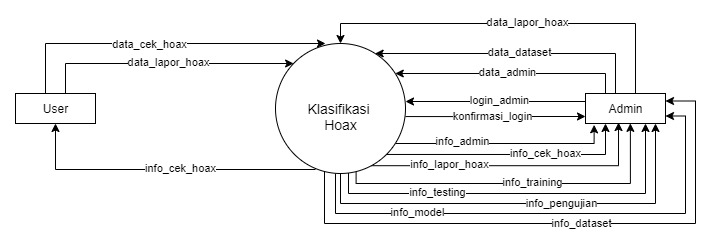 data_lapor_hoax
data_cek_hoax
data_dataset
data_lapor_hoax
data_admin
User
Klasifikasi
Hoax
login_admin
Admin
konfirmasi_login
info_admin
info_cek_hoax
info_cek_hoax
info_lapor_hoax
info_training
info_testing
info_pengujian
info_model
info_dataset